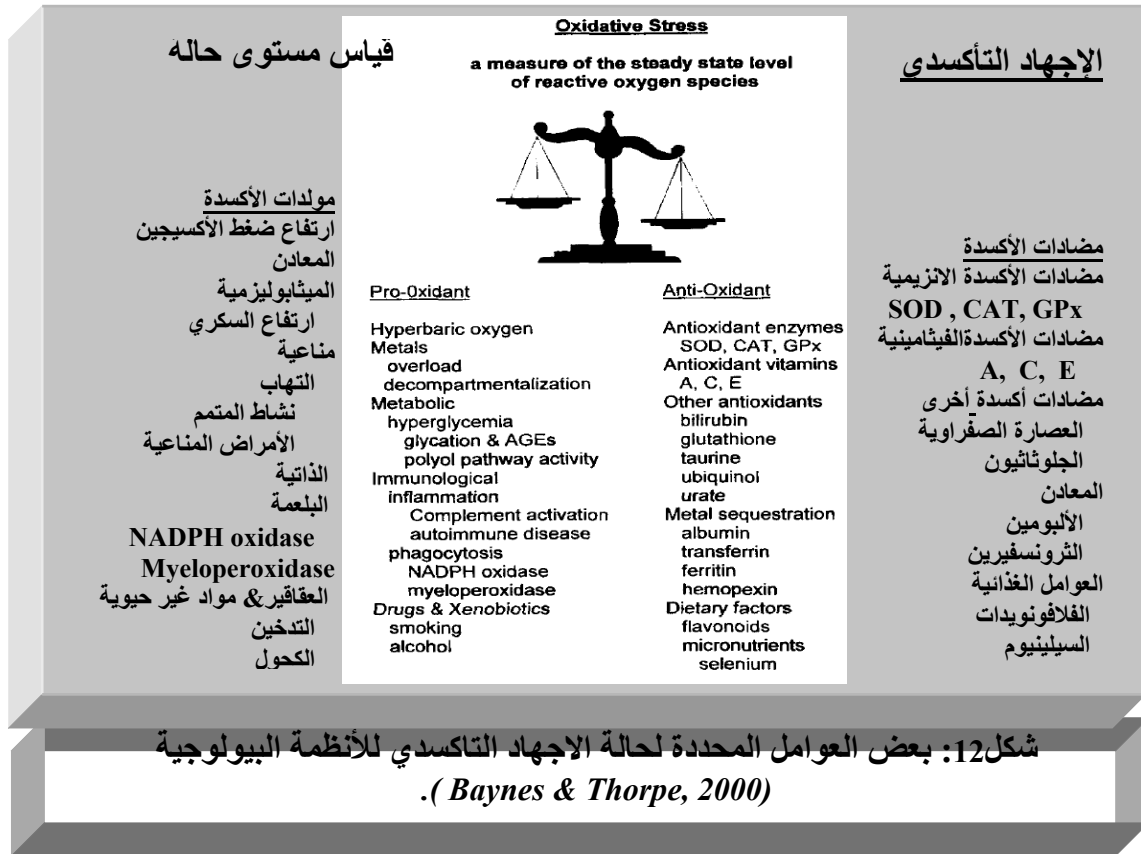 الإجهاد التأكسدي
قياس مستوى حالة
Oxidative Stress
a measure of the steady state level
of reactive oxygen species
مضادات الأكسدة
مضادات الأكسدة الانزيمية
SOD , CAT, GPx
مضادات الأكسدةالفيثامينية
A, C, E
مضادات أكسدة أخرى
العصارة الصفراوية
الجلوثاثيون
المعادن
الألبومين
الثرونسفيرين
العوامل الغذائية
الفلافونويدات
السيلينيوم
Pro-0xidant
Hyperbaric oxygen
Metals
overload
decompartmentalization
Metabolic
hyperglycemia
glycation & AGEs
polyol pathway activity
Immunological
inflammation
Complement activation
autoimmune disease
phagocytosis
NADPH oxidase
myeloperoxidase
Drugs & Xenobiotics
smoking
alcohol
Anti-Oxidant
Antioxidant enzymes
SOD, CAT, GPx
Antioxidant vitamins
A, C, E
Other antioxidants
bilirubin
glutathione
taurine
ubiquinol
urate
Metal sequestration
albumin
transferrin
ferritin
hemopexin
Dietary factors
flavonoids
micronutrients
selenium
مولدات الأكسدة
ارتفاع ضغط الأكسيجين
المعادن
الميثابوليزمية
ارتفاع السكري
مناعية
التهاب
نشاط المتمم
الأمراض المناعية
الذاتية
البلعمة
NADPH oxidase
Myeloperoxidase
العقاقير& مواد غير حيوية
التدخين
الكحول
شكل12: بعض العوامل المحددة لحالة الاجهاد التاكسدي للأنظمة البيولوجية
.( Baynes & Thorpe, 2000)